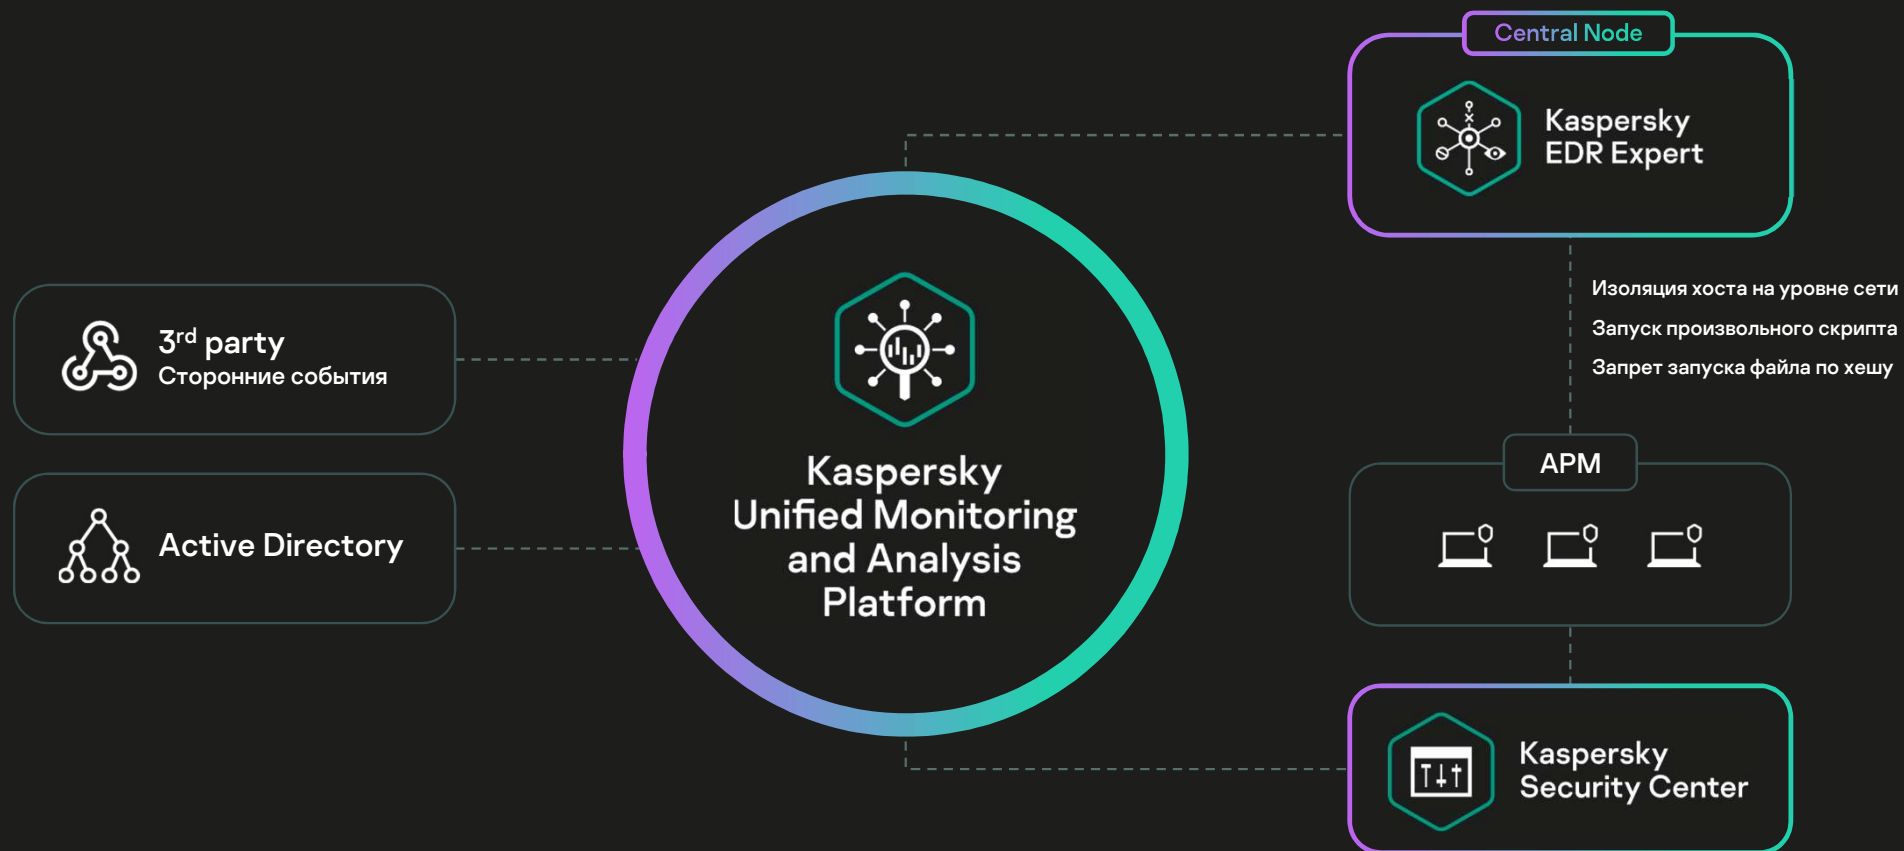 Central Node
Kaspersky
EDR Expert
Изоляция хоста на уровне сети
Запуск произвольного скрипта
Запрет запуска файла по хешу
3rd party
Сторонние события
Active Directory
Kaspersky
Unified Monitoring
and Analysis
Platform
АРМ
Kaspersky
Security Center